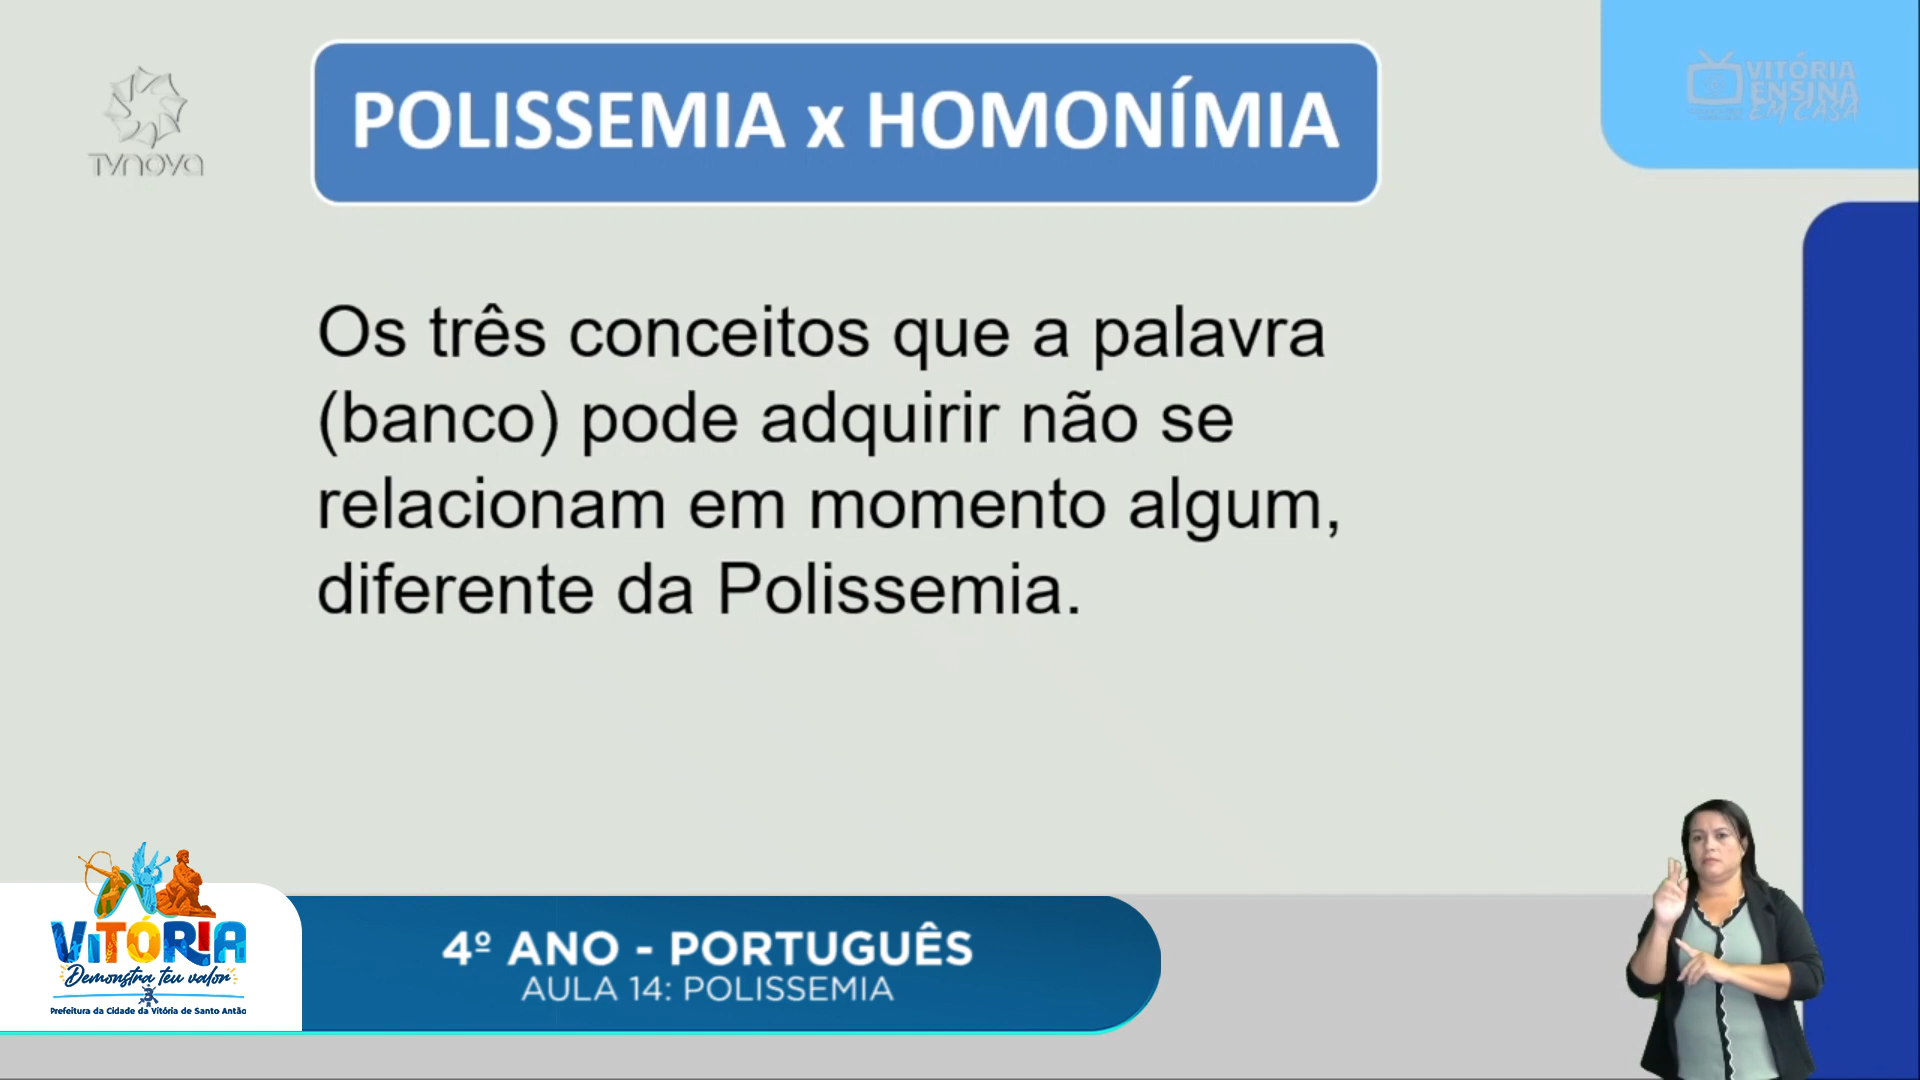 TVNOVA
POLISSEMIA x HOMONÍMIA
VITÓRIA
ENSINA
EM CASA
Os três conceitos que a palavra
(banco) pode adquirir não se
relacionam em momento algum,
diferente da Polissemia.
VITÓRIA
Demonstra teu valor
Prefeitura da Cidade da Vitória de Santo Antão
4º ANO - PORTUGUÊS
AULA 14: POLISSEMIA